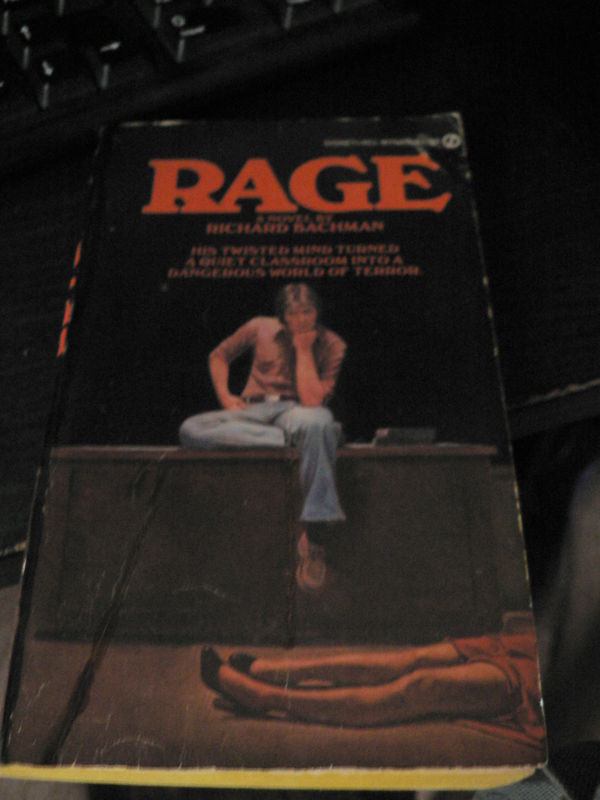 RAGE
A NOVEL BY
RICHARD BACHMAN
HIS TWISTED MIND TURNED
A QUIET CLASSROOM INTO A
DANGEROUS WORLD OF TERROR.